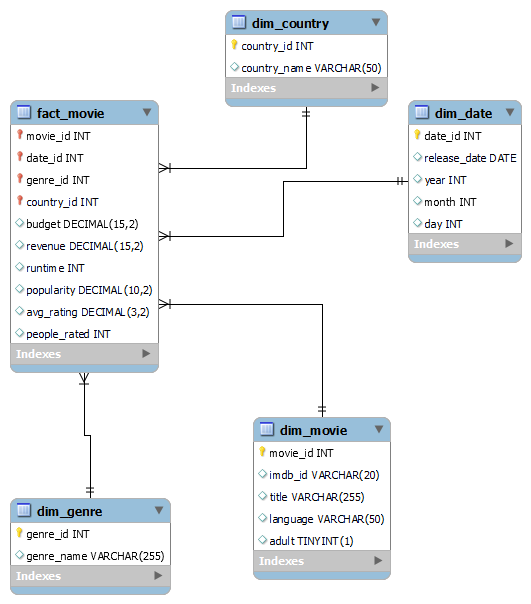 dim_country
country_id INT
country_name VARCHAR(50)
Indexes
fact_movie
movie_id INT
date_id INT
genre_id INT
country_id INT
budget DECIMAL(15,2)
revenue DECIMAL(15,2)
runtime INT
popularity DECIMAL(10,2)
avg_rating DECIMAL(3,2)
people_rated INT
Indexes
dim_date
date_id INT
release_date DATE
year INT
month INT
day INT
Indexes
dim_movie
movie_id INT
imdb_id VARCHAR(20)
title VARCHAR(255)
language VARCHAR(50)
adult TINYINT(1)
Indexes
dim_genre
genre_id INT
genre_name VARCHAR(255)
Indexes